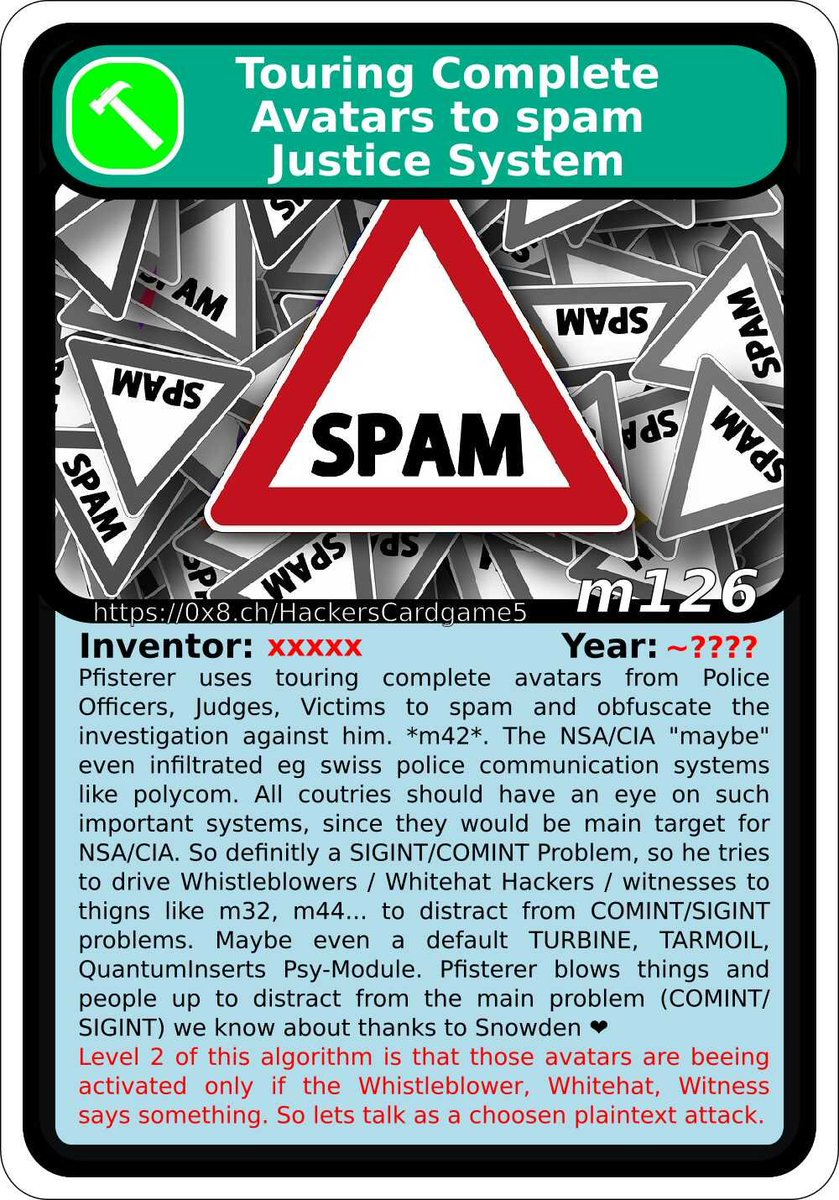 Touring Complete
Avatars to spam
Justice System
SPAM
SPAM
SPAM
SPAM
SPAM
SPAM
SPAM
SPAM
m126
https://0x8.ch/HackersCardgame5
Inventor: xxxxx Year: ~????
Pfisterer uses touring complete avatars from Police
Officers, Judges, Victims to spam and obfuscate the
investigation against him. *m42*. The NSA/CIA "maybe"
even infiltrated eg swiss police communication systems
like polycom. All coutries should have an eye on such
important systems, since they would be main target for
NSA/CIA. So definitly a SIGINT/COMINT Problem, so he tries
to drive Whistleblowers / Whitehat Hackers / witnesses to
thigns like m32, m44... to distract from COMINT/SIGINT
problems. Maybe even a default TURBINE, TARMOIL,
QuantumInserts Psy-Module. Pfisterer blows things and
people up to distract from the main problem (COMINT/
SIGINT) we know about thanks to Snowden ❤
Level 2 of this algorithm is that those avatars are beeing
activated only if the Whistleblower, Whitehat, Witness
says something. So lets talk as a choosen plaintext attack.